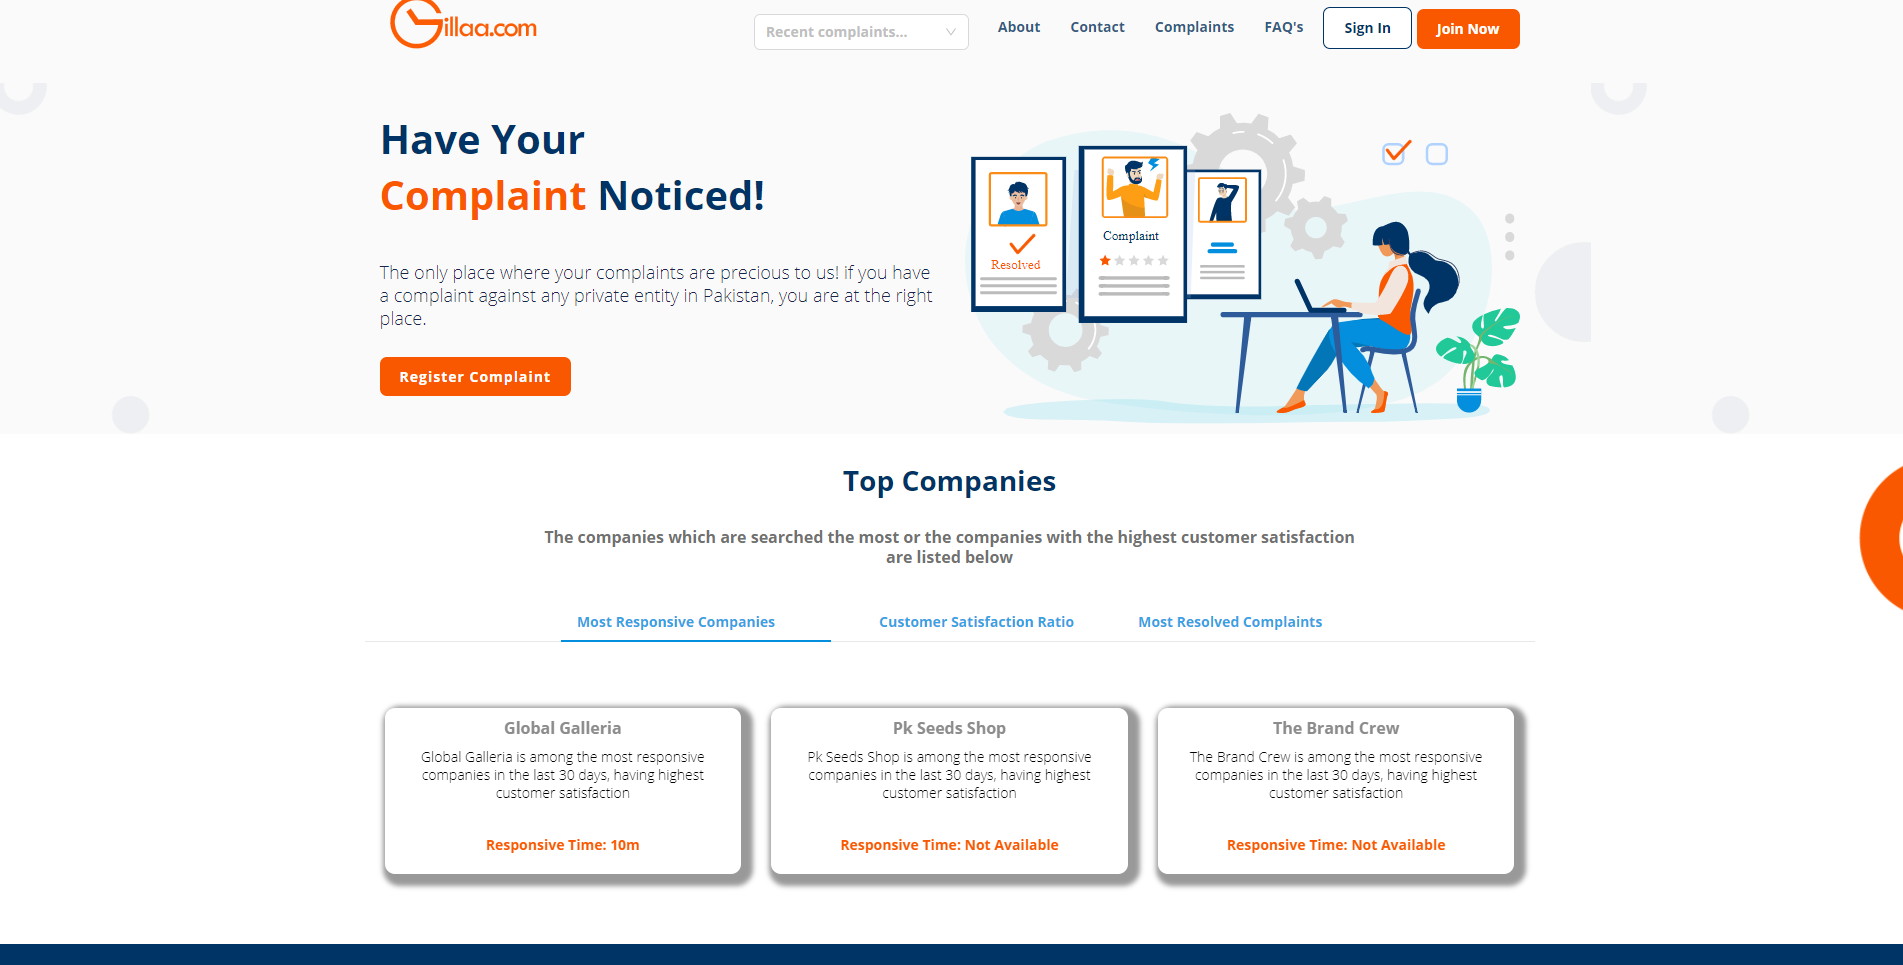 Gillaa.com
Recent complaints...
About
Contact
Complaints
FAQ's
Sign In
Join Now
Have Your
Complaint Noticed!
The only place where your complaints are precious to us! if you have
a complaint against any private entity in Pakistan, you are at the right
place.
Register Complaint
Resolved
Complaint
Top Companies
The companies which are searched the most or the companies with the highest customer satisfaction
are listed below
Most Responsive Companies
Customer Satisfaction Ratio
Most Resolved Complaints
Global Galleria
Global Galleria is among the most responsive
companies in the last 30 days, having highest
customer satisfaction
Responsive Time: 10m
Pk Seeds Shop
Pk Seeds Shop is among the most responsive
companies in the last 30 days, having highest
customer satisfaction
Responsive Time: Not Available
The Brand Crew
The Brand Crew is among the most responsive
companies in the last 30 days, having highest
customer satisfaction
Responsive Time: Not Available